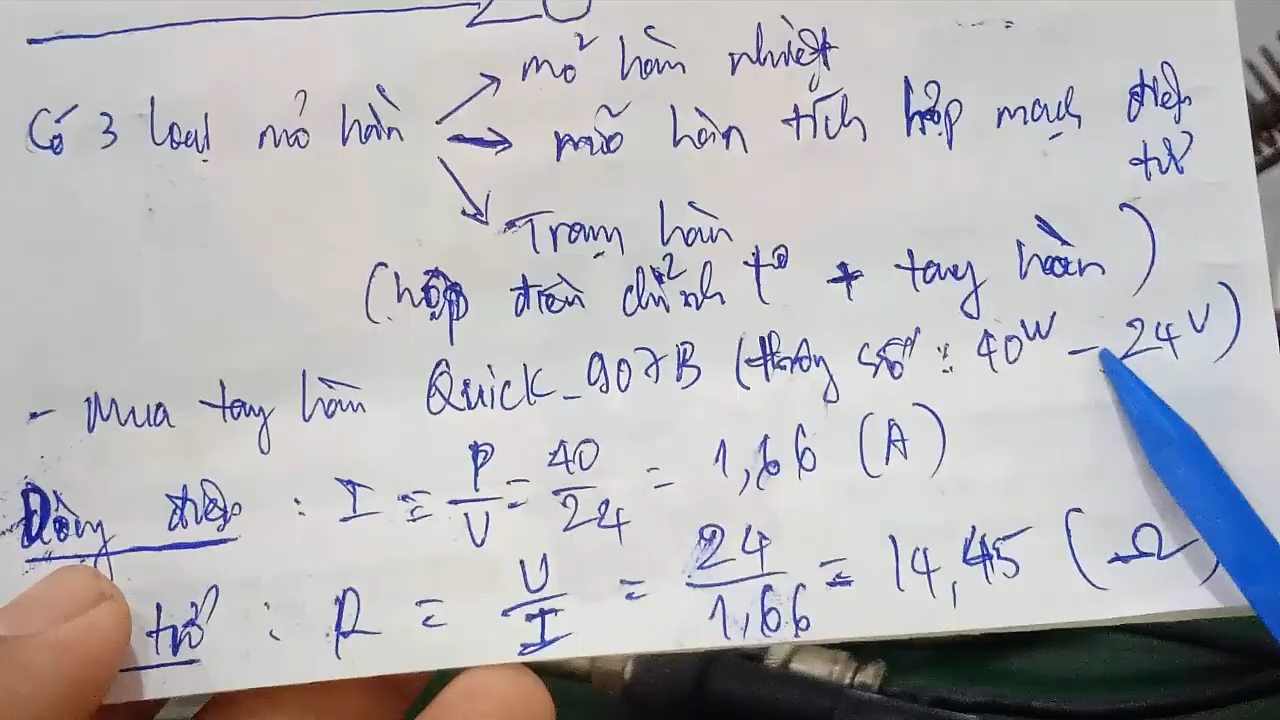 mỏ hàn nhiệt
Có 3 loại mỏ hàn → mỏ hàn tích hợp mạch điện
tử
Trạm hàn
(hộp điều chỉnh t° + tay hàn)
- Mua tay hàn Quick_907B (thông số : 40W - 24V)
Dòng điện : I = P/U = 40/24 = 1,66 (A)
trở : R = U/I = 24/1,66 = 14,45 (Ω